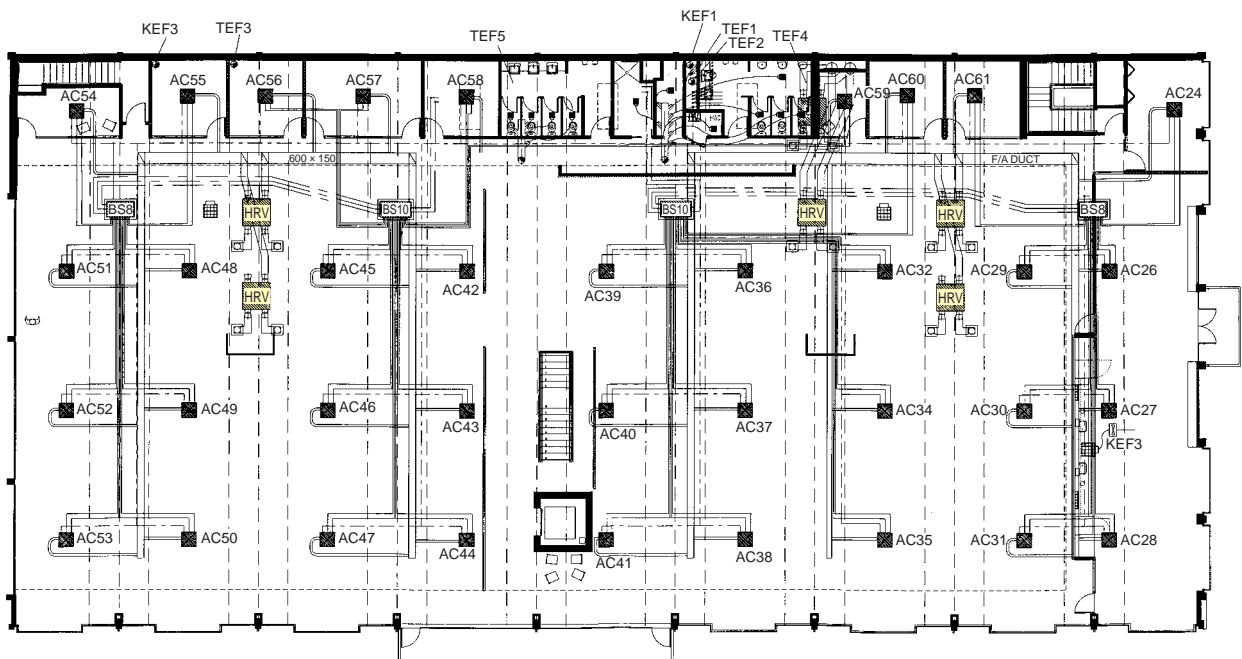 KEF1
KEF3
TEF3
TEF1
TEF5
TEF2
TEF4
AC54
AC55
AC56
AC57
AC58
AC59
AC60
AC61
AC24
600 × 150
F/A DUCT
BS8
HRV
BS10
BS10
HRV
HRV
BS8
AC51
AC48
AC45
AC42
AC39
AC36
AC32
AC29
AC26
HRV
HRV
AC52
AC49
AC46
AC43
AC40
AC37
AC34
AC30
AC27
KEF3
AC53
AC50
AC47
AC44
AC41
AC38
AC35
AC31
AC28